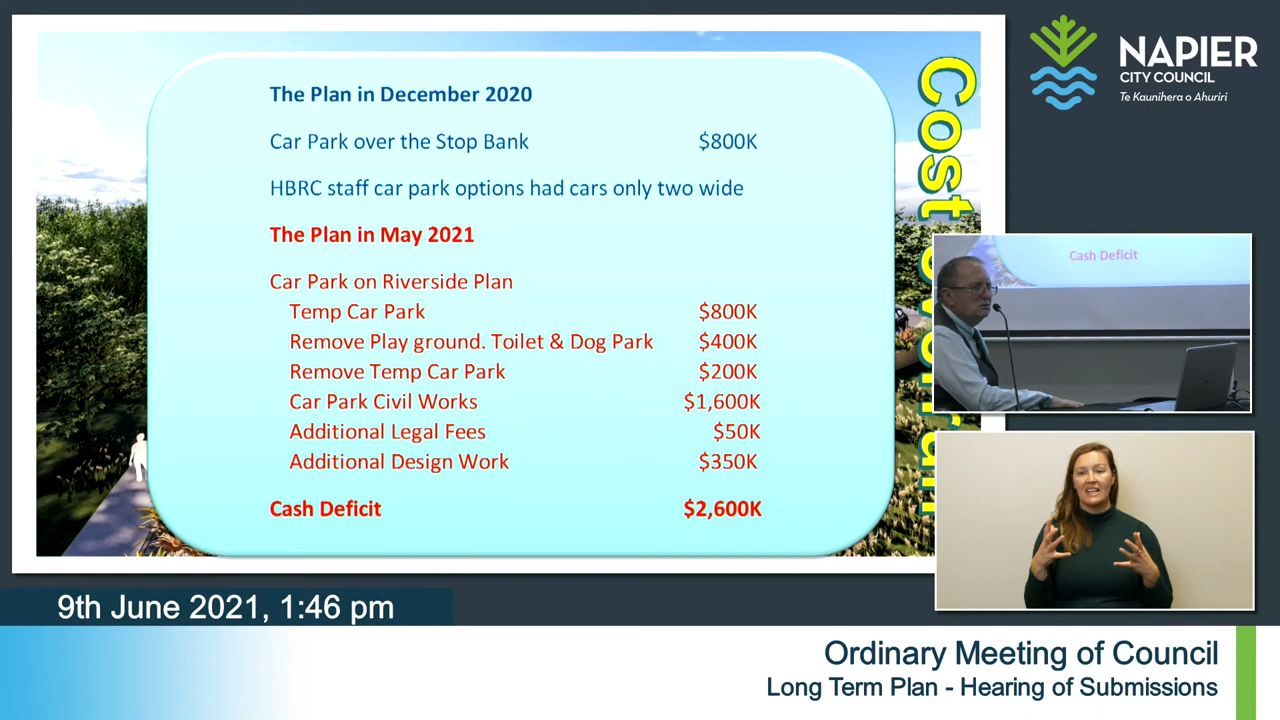 The Plan in December 2020
Car Park over the Stop Bank $800K
HBRC staff car park options had cars only two wide
The Plan in May 2021
Car Park on Riverside Plan
Temp Car Park $800K
Remove Play ground. Toilet & Dog Park $400K
Remove Temp Car Park $200K
Car Park Civil Works $1,600K
Additional Legal Fees $50K
Additional Design Work $350K
Cash Deficit $2,600K
Cost
NAPIER
CITY COUNCIL
Te Kaunihera o Ahuriri
Cash Deficit
9th June 2021, 1:46 pm
Ordinary Meeting of Council
Long Term Plan - Hearing of Submissions